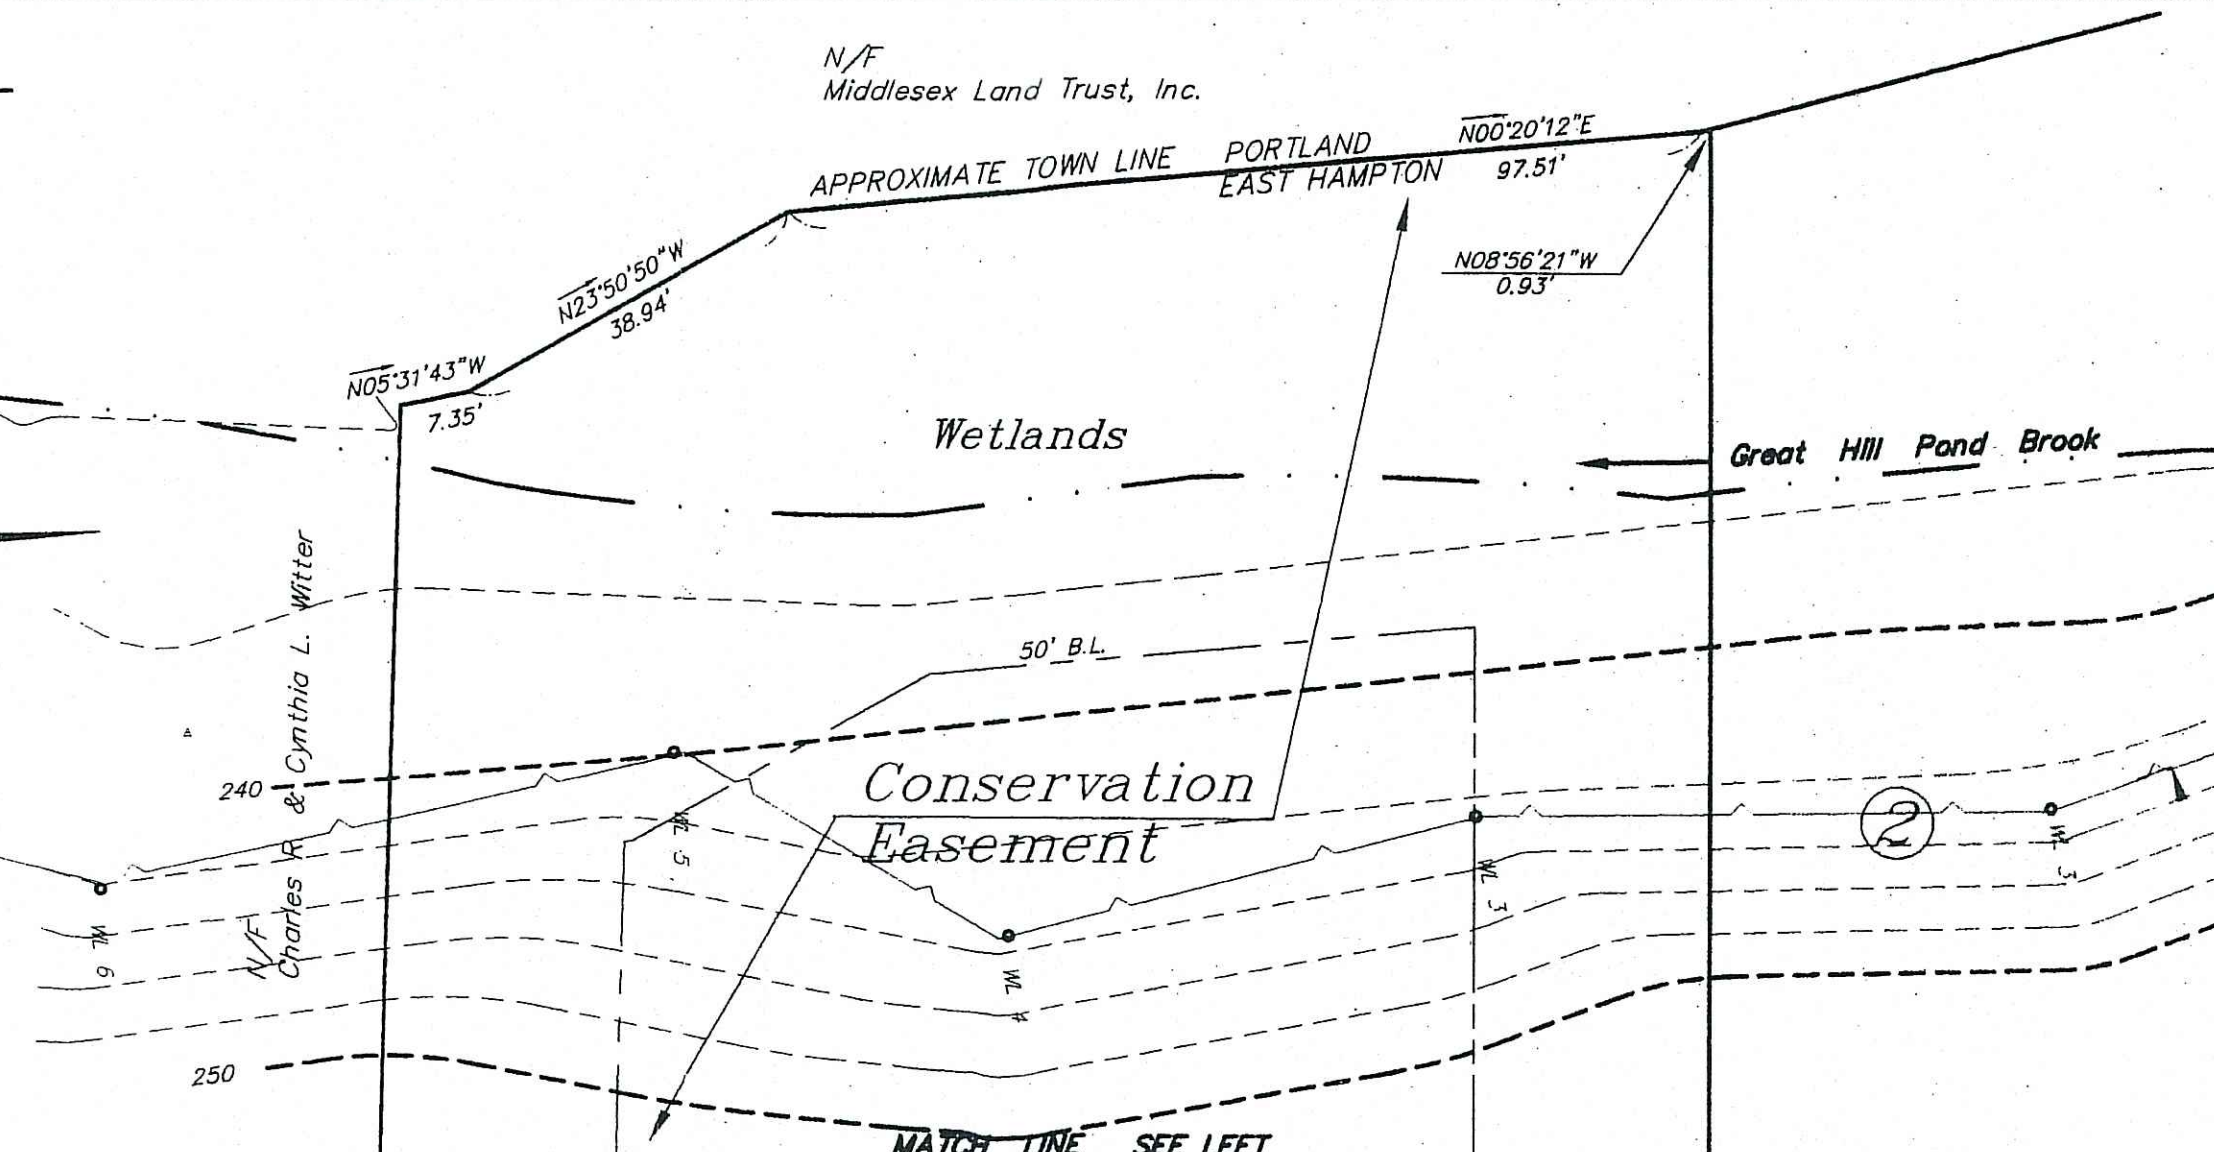 N/F
Middlesex Land Trust, Inc.
APPROXIMATE TOWN LINE
PORTLAND
EAST HAMPTON
N00°20'12"E
97.51'
N08°56'21"W
0.93'
N23°50'50"W
38.94'
N05°31'43"W
7.35'
Wetlands
Great Hill Pond Brook
N/F
Charles R & Cynthia L. Witter
50' B.L.
240
Conservation
Easement
2
WL 5
WL 3
WL 3
WL 6
WL 4
250
MATCH LINE SEE LEFT